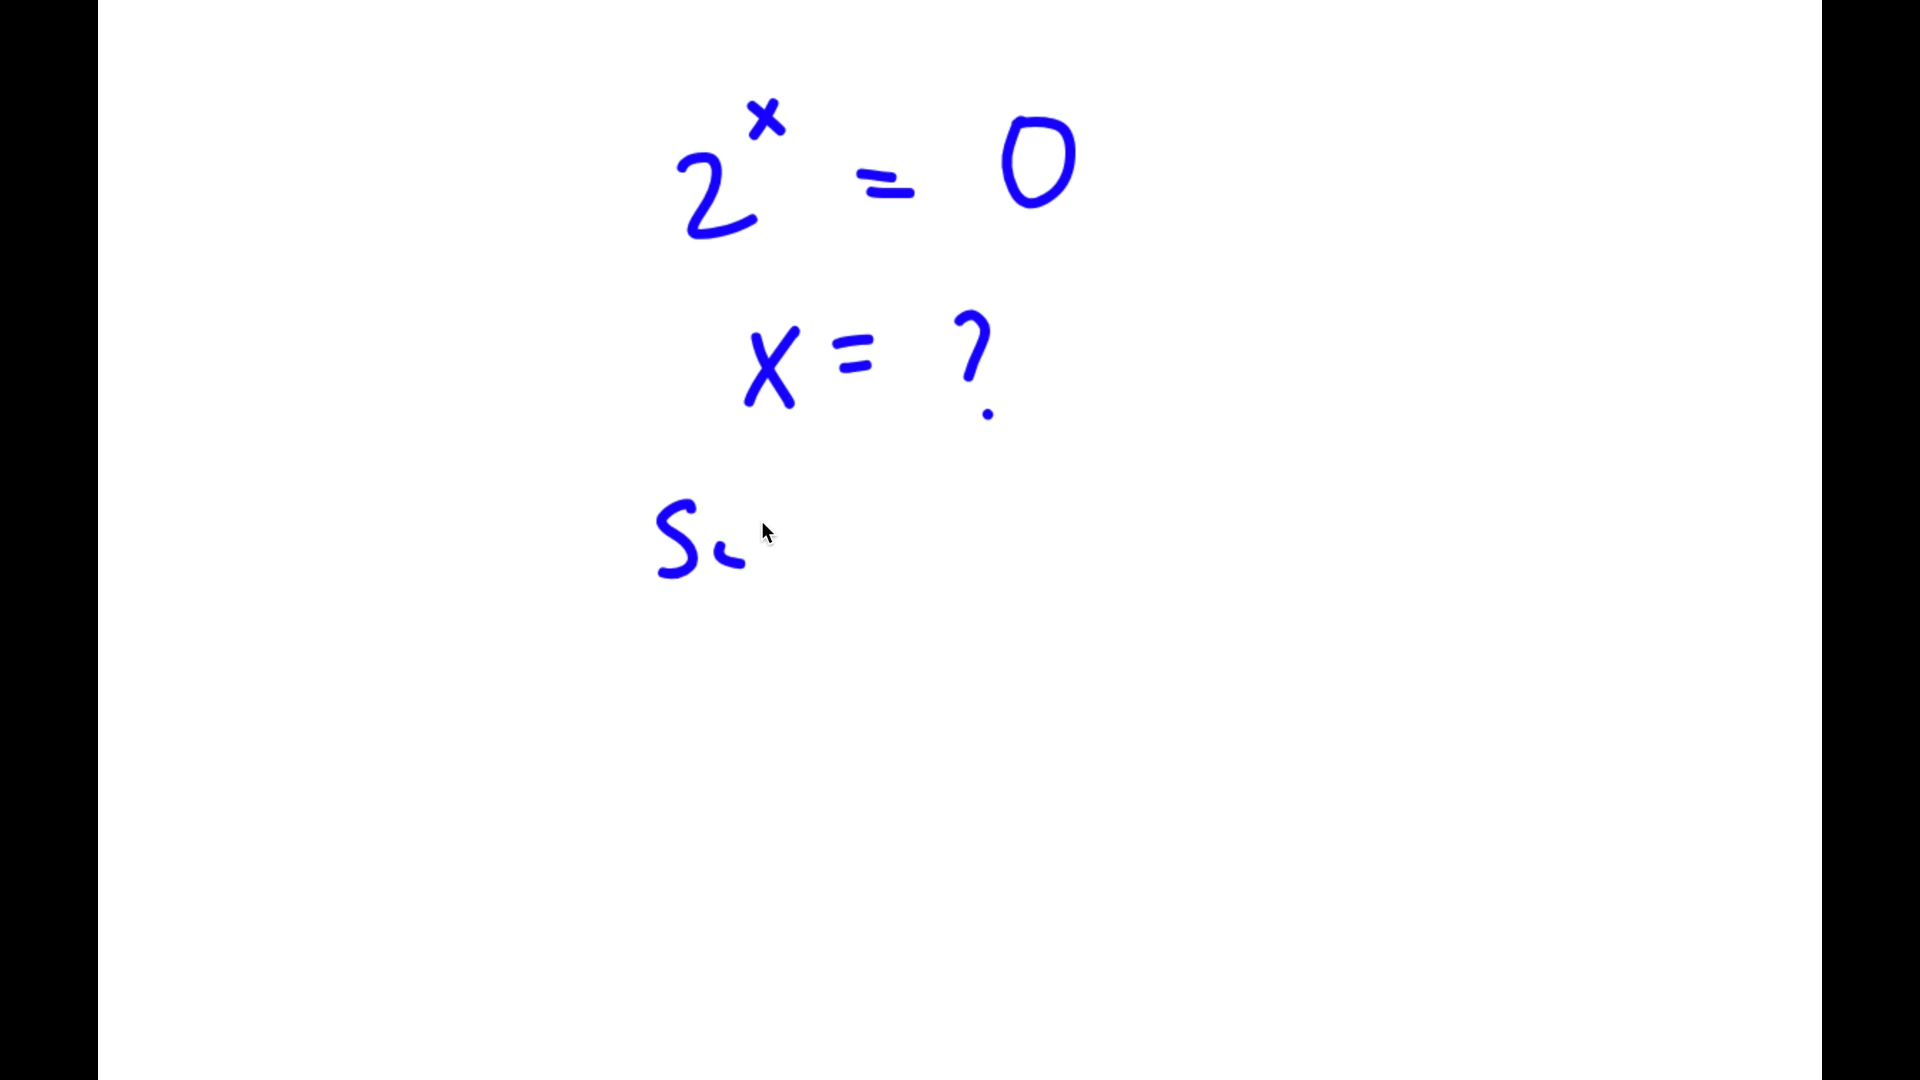 2^x = 0
x = ?
S